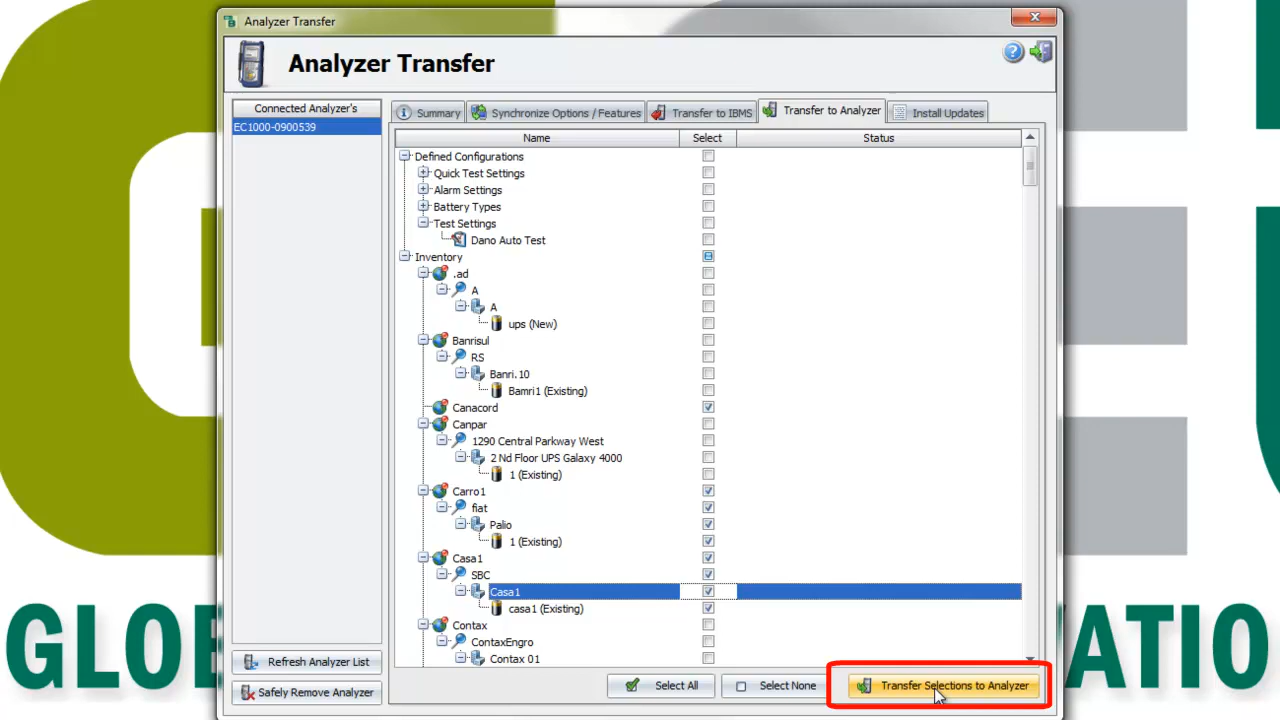 Analyzer Transfer
Analyzer Transfer
Connected Analyzer's
EC1000-0900539
Summary
Synchronize Options / Features
Transfer to IBMS
Transfer to Analyzer
Install Updates
Name Select Status
Defined Configurations
Quick Test Settings
Alarm Settings
Battery Types
Test Settings
Dano Auto Test
Inventory
.ad
A
A
ups (New)
Banrisul
RS
Banri.10
Bamri1 (Existing)
Canacord
Canpar
1290 Central Parkway West
2 Nd Floor UPS Galaxy 4000
1 (Existing)
Carro1
fiat
Palio
1 (Existing)
Casa1
SBC
Casa1
casa1 (Existing)
Contax
ContaxEngro
Contax 01
Refresh Analyzer List
Safely Remove Analyzer
Select All
Select None
Transfer Selections to Analyzer